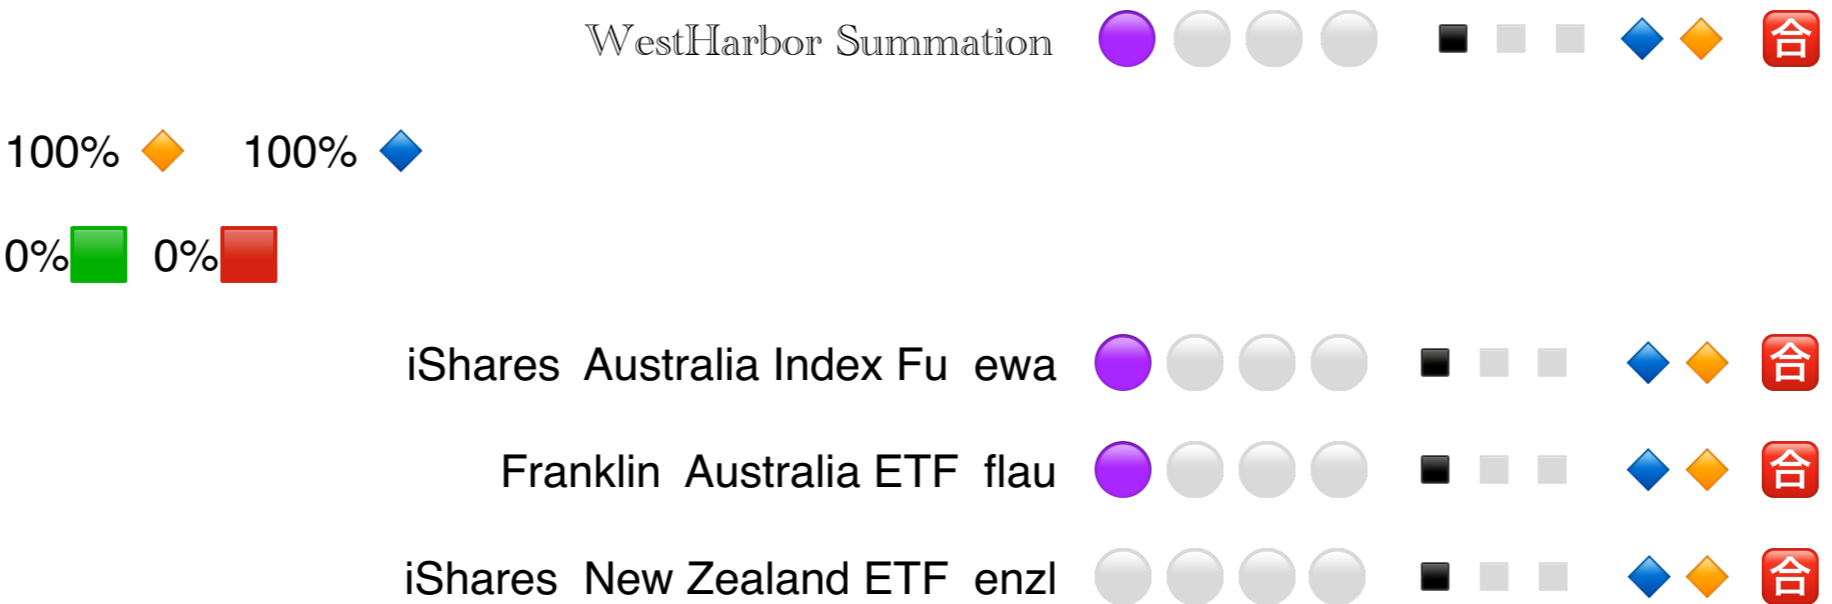 WestHarbor Summation 🟣⚪⚪⚪ ▪️▫️▫️🔹🔸 🈴
100% 🔸 100% 🔹
0%🟩 0%🟥
iShares Australia Index Fu ewa 🟣⚪⚪⚪ ▪️▫️▫️ 🔹🔸 🈴
Franklin Australia ETF flau 🟣⚪⚪⚪ ▪️▫️▫️ 🔹🔸 🈴
iShares New Zealand ETF enzl ⚪⚪⚪⚪ ▪️▫️▫️ 🔹🔸 🈴